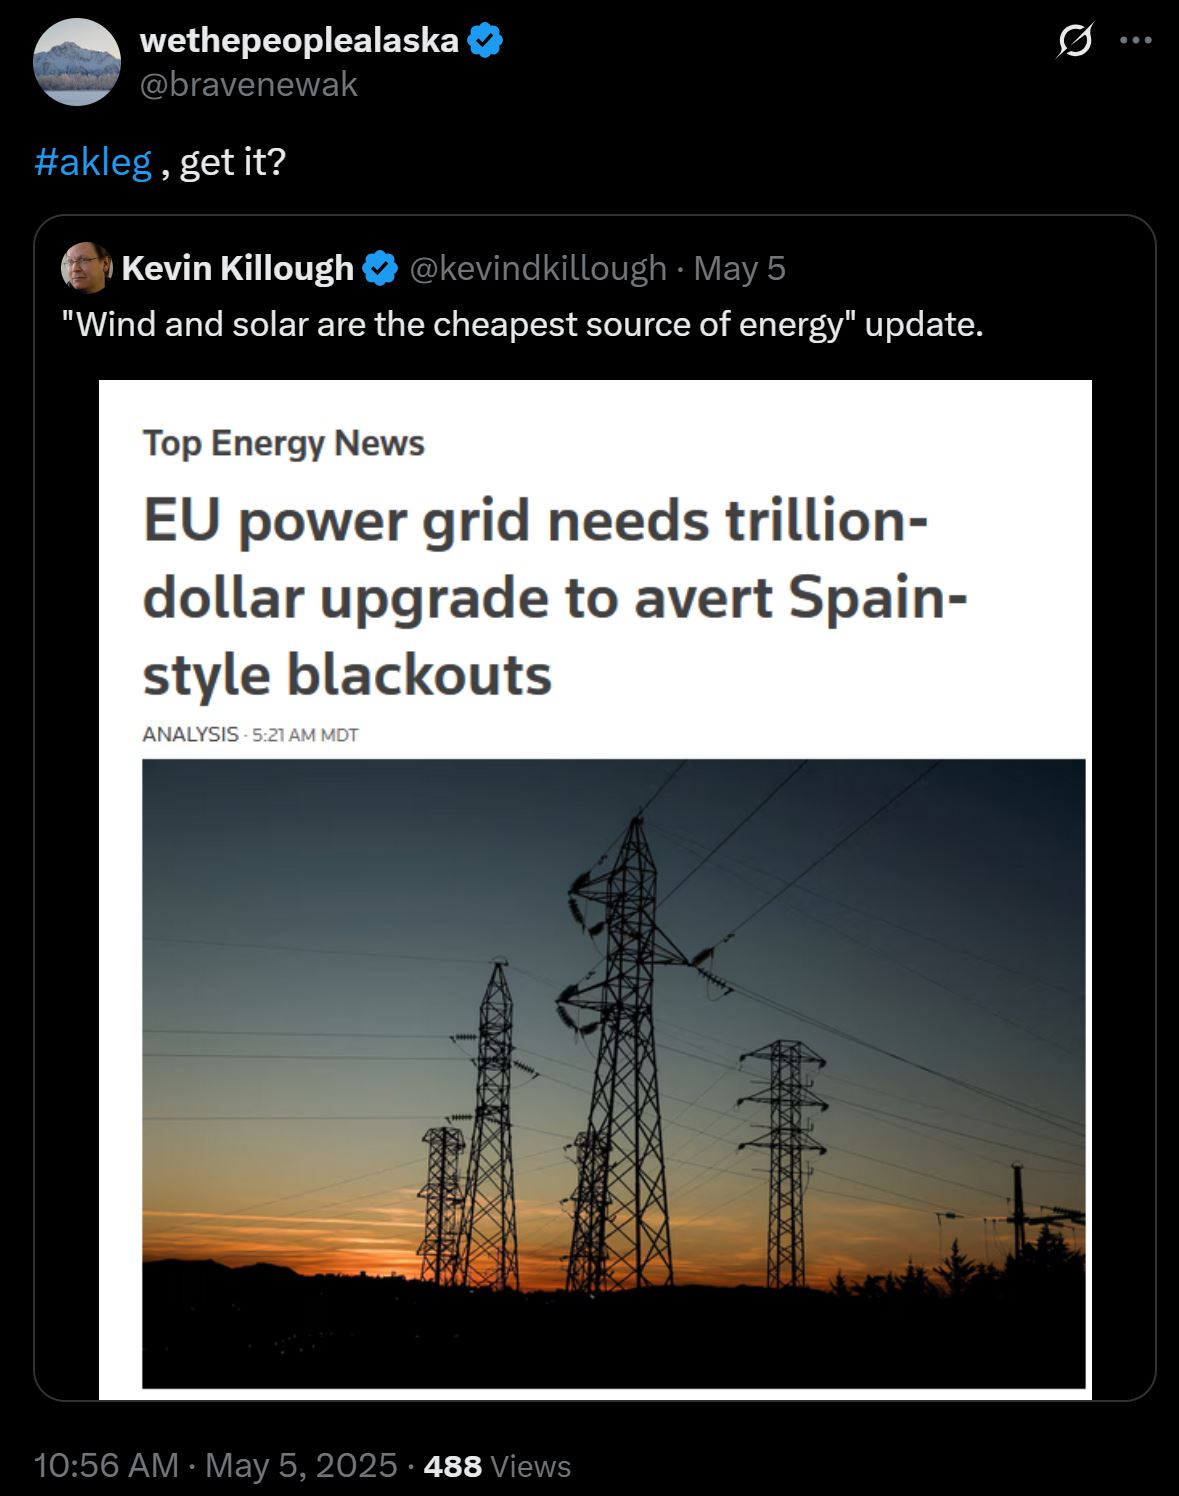 wethepeoplealaska
@bravenewak
#akleg , get it?
Kevin Killough @kevindkillough · May 5
"Wind and solar are the cheapest source of energy" update.
Top Energy News
EU power grid needs trillion-
dollar upgrade to avert Spain-
style blackouts
ANALYSIS · 5:21 AM MDT
10:56 AM · May 5, 2025 · 488 Views